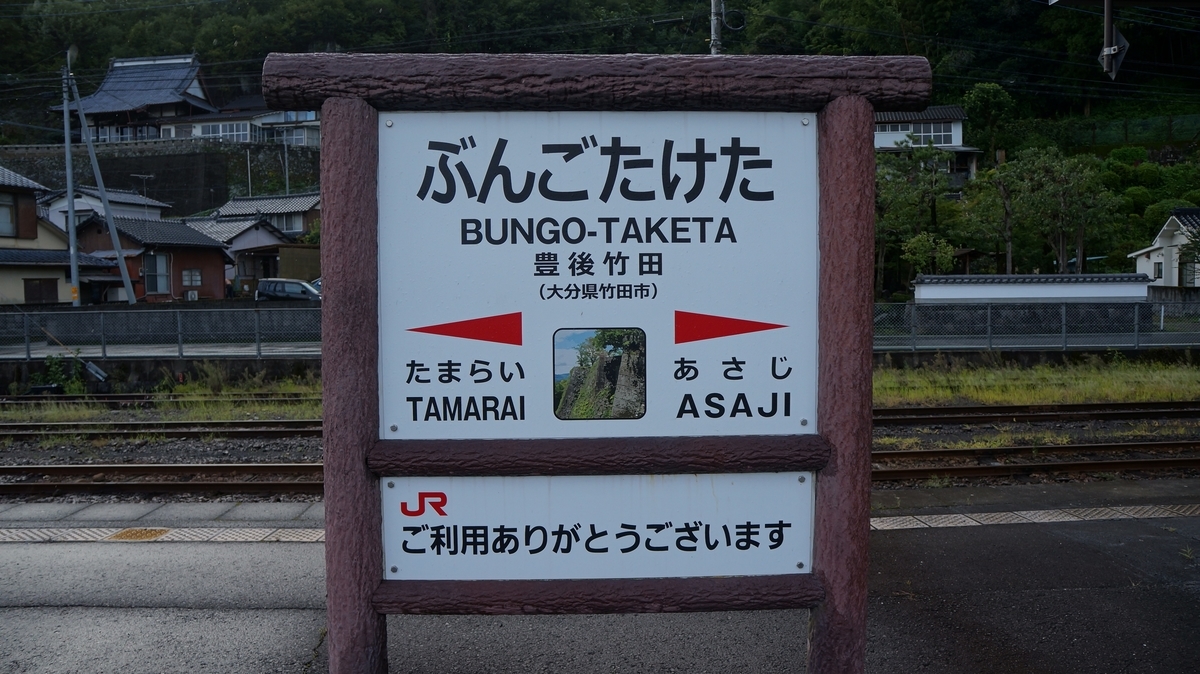 ぶんごたけた
BUNGO-TAKETA
豊後竹田
(大分県竹田市)
たまらい あさじ
TAMARAI ASAJI
JR
ご利用ありがとうございます